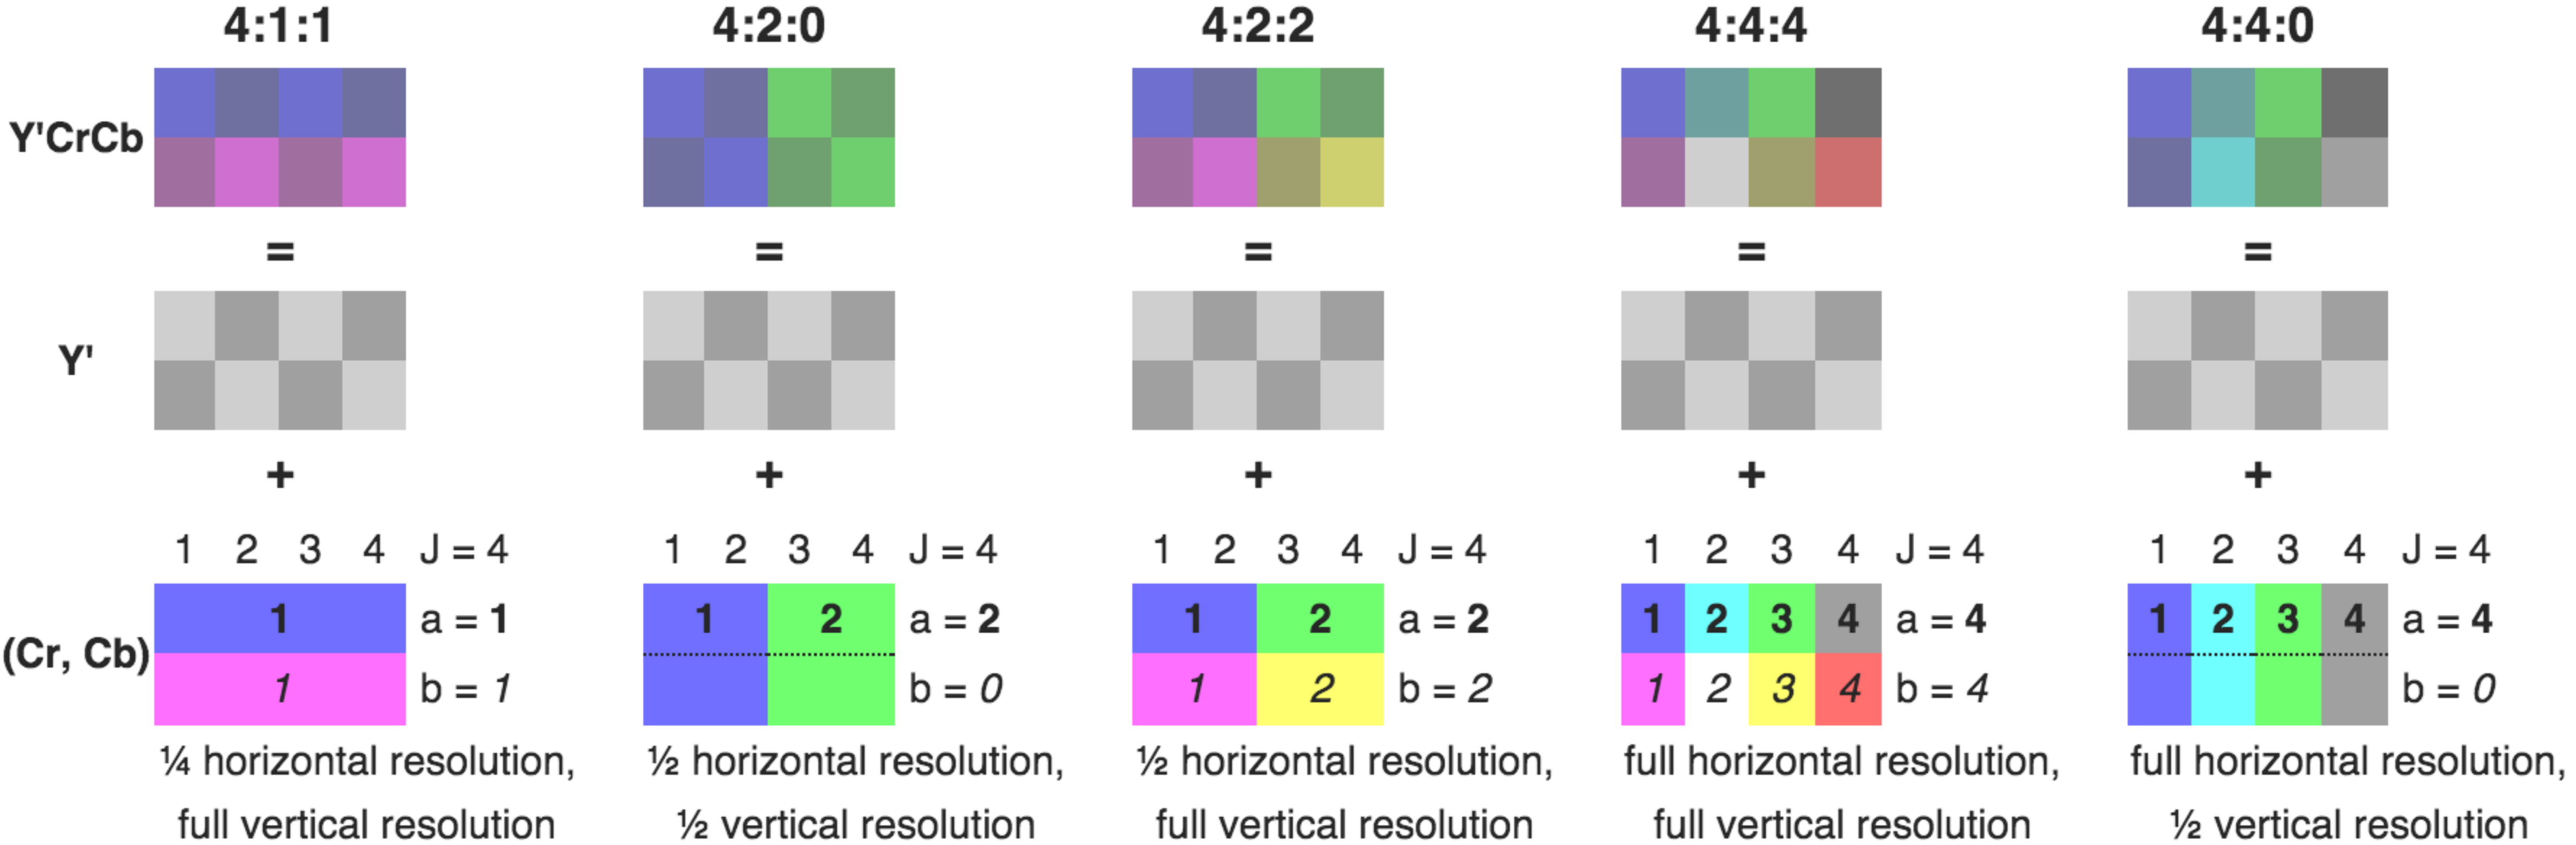 4:1:1 4:2:0 4:2:2 4:4:4 4:4:0
Y'CrCb
= = = = =
Y'
+ + + + +
1 2 3 4 J = 4 1 2 3 4 J = 4 1 2 3 4 J = 4 1 2 3 4 J = 4 1 2 3 4 J = 4
1 a = 1 1 2 a = 2 1 2 a = 2 1 2 3 4 a = 4 1 2 3 4 a = 4
(Cr, Cb)
1 b = 1 b = 0 1 2 b = 2 1 2 3 4 b = 4 b = 0
¼ horizontal resolution, ½ horizontal resolution, ½ horizontal resolution, full horizontal resolution, full horizontal resolution,
full vertical resolution ½ vertical resolution full vertical resolution full vertical resolution ½ vertical resolution